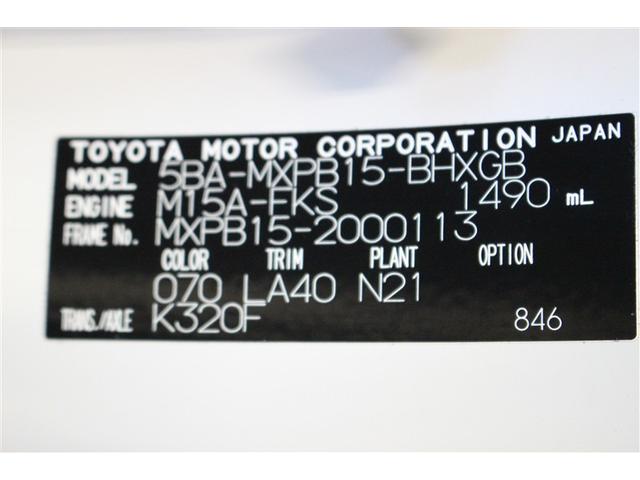 TOYOTA MOTOR CORPORATION JAPAN
MODEL 5BA-MXPB15-BHXGB
ENGINE M15A-FKS 1490 mL
FRAME No. MXPB15-2000113
COLOR TRIM PLANT OPTION
070 LA40 N21
TRANS./AXLE K320F 846